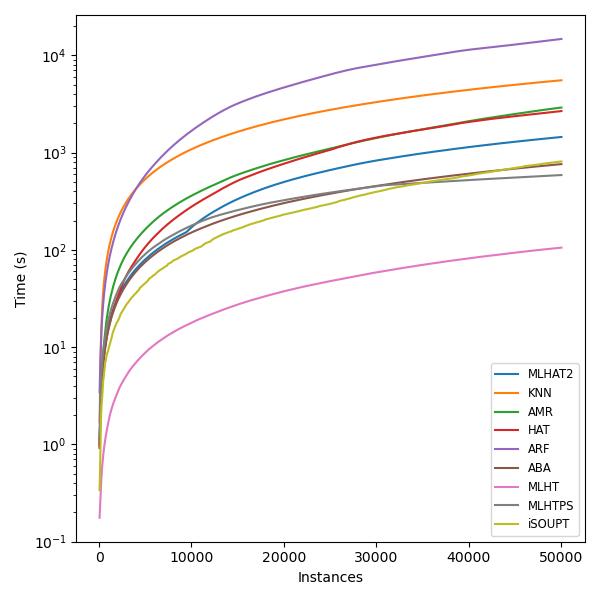 10^4
10^3
10^2
10^1
10^0
10^−1
Time (s)
0 10000 20000 30000 40000 50000
Instances
MLHAT2
KNN
AMR
HAT
ARF
ABA
MLHT
MLHTPS
iSOUPT